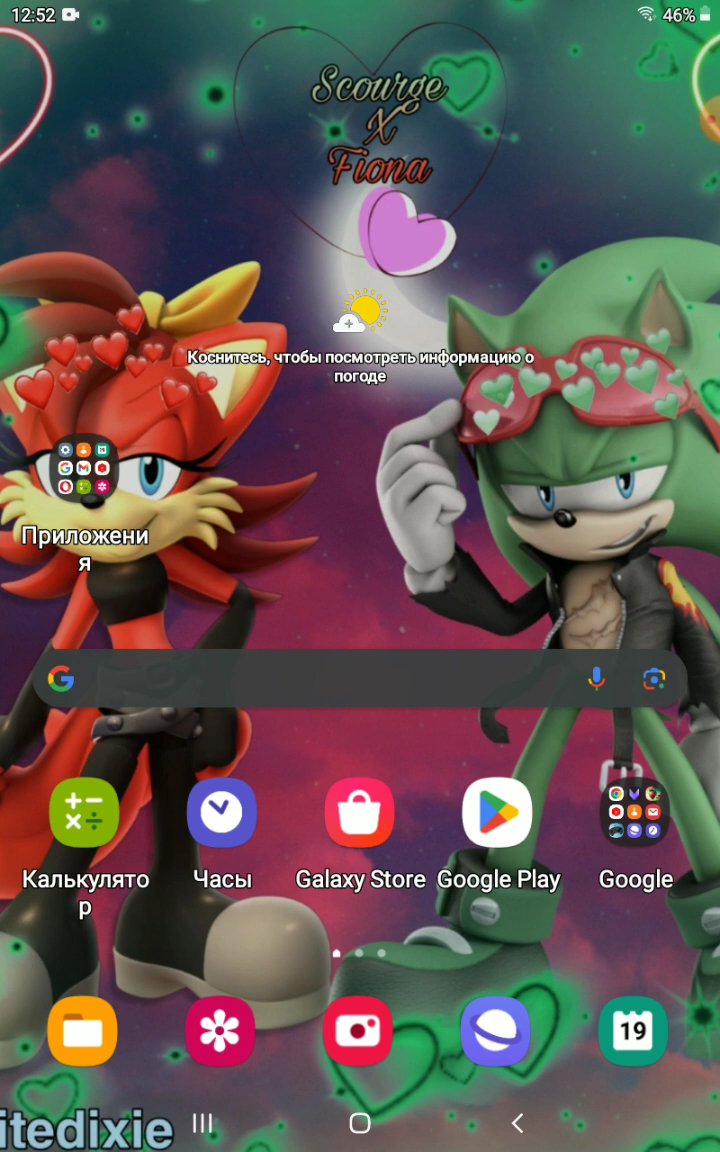 12:52
46%
Scourge
X
Fiona
Коснитесь, чтобы посмотреть информацию о
погоде
Приложени
я
Калькулято
р
Часы
Galaxy Store
Google Play
Google
19
itedixie